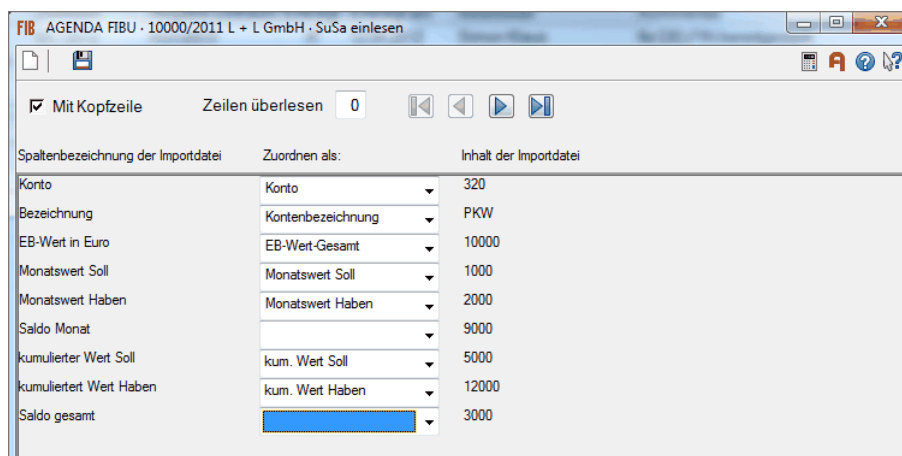 FIB AGENDA FIBU · 10000/2011 L + L GmbH · SuSa einlesen
Mit Kopfzeile Zeilen überlesen 0
Spaltenbezeichnung der Importdatei Zuordnen als: Inhalt der Importdatei
Konto Konto 320
Bezeichnung Kontenbezeichnung PKW
EB-Wert in Euro EB-Wert-Gesamt 10000
Monatswert Soll Monatswert Soll 1000
Monatswert Haben Monatswert Haben 2000
Saldo Monat 9000
kumulierter Wert Soll kum. Wert Soll 5000
kumuliertert Wert Haben kum. Wert Haben 12000
Saldo gesamt 3000